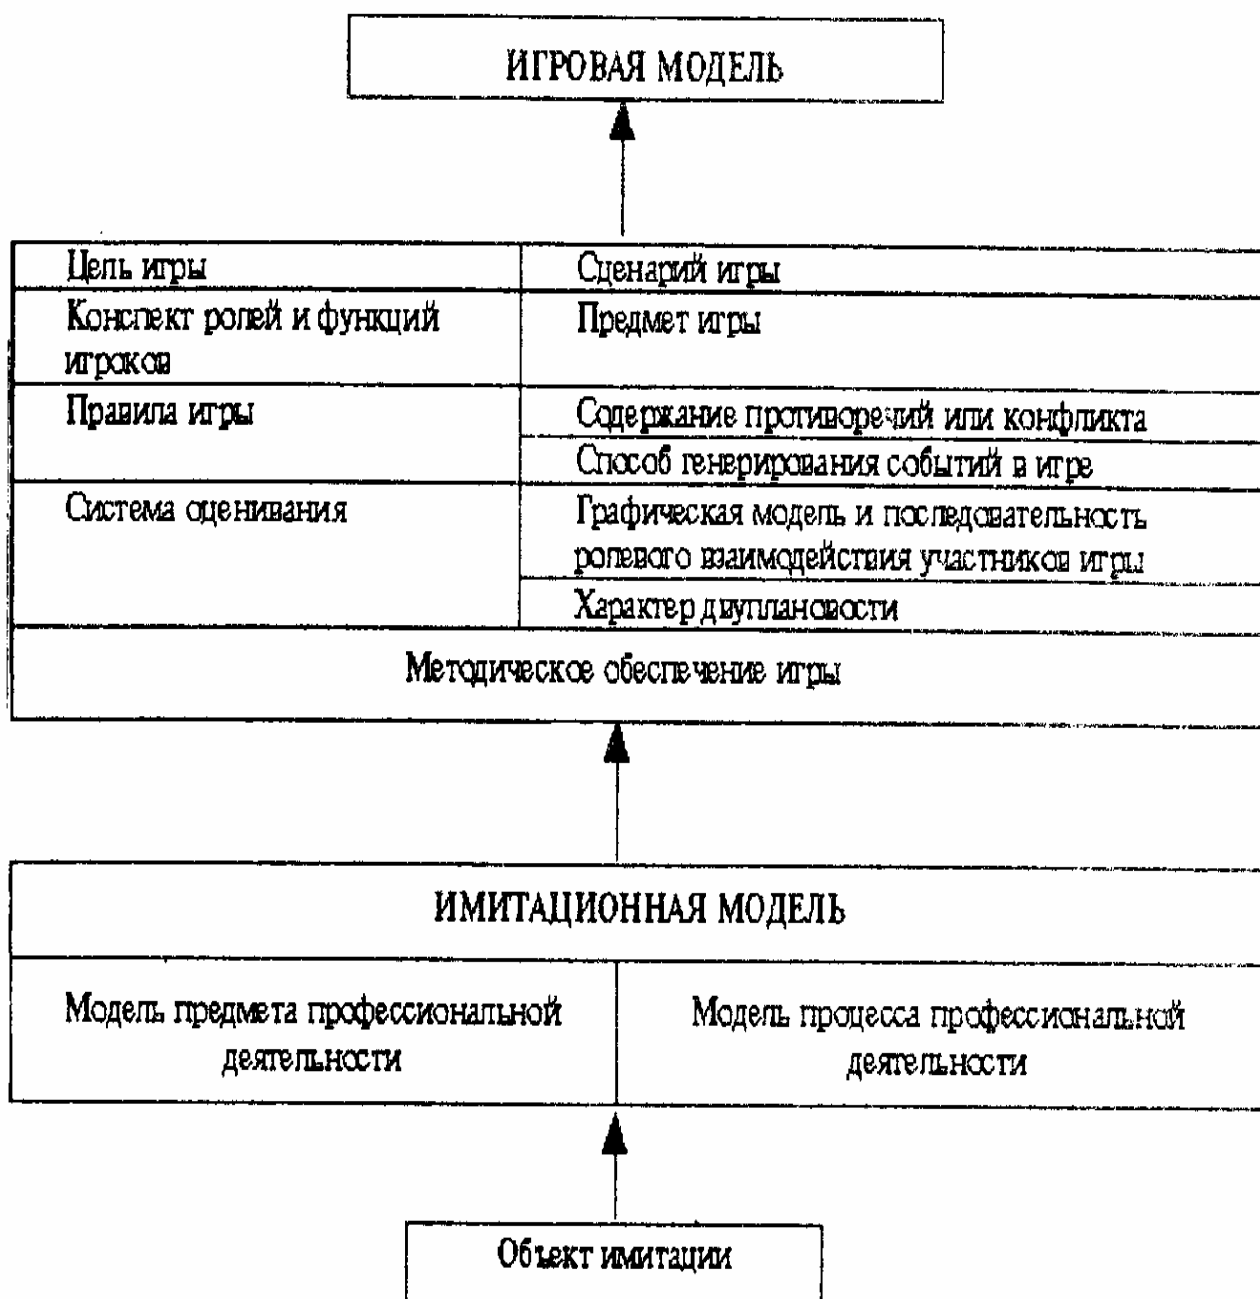 ИГРОВАЯ МОДЕЛЬ
Цель игры
Сценарий игры
Конспект ролей и функций
игроков
Предмет игры
Правила игры
Содержание противоречий или конфликта
Способ генерирования событий в игре
Система оценивания
Графическая модель и последовательность
ролевого взаимодействия участников игры
Характер двуплановости
Методическое обеспечение игры
ИМИТАЦИОННАЯ МОДЕЛЬ
Модель предмета профессиональной
деятельности
Модель процесса профессиональной
деятельности
Объект имитации